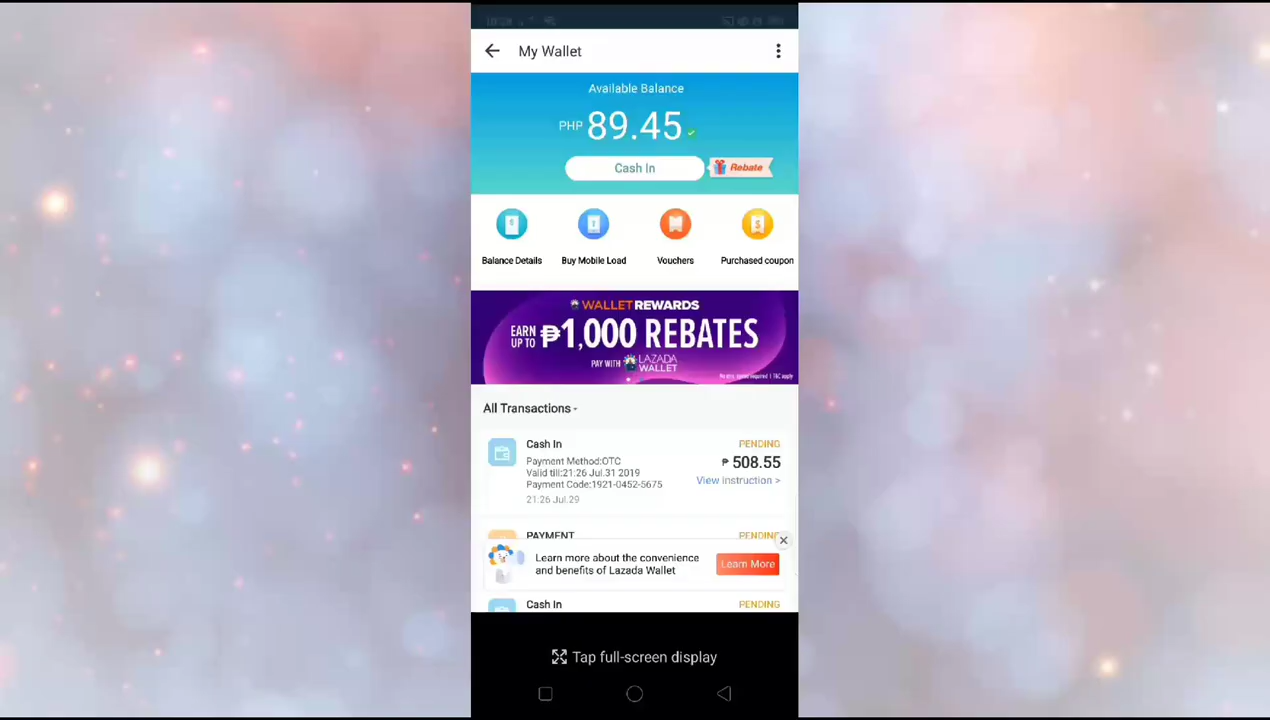 My Wallet
Available Balance
PHP 89.45
Cash In
Rebate
Balance Details
Buy Mobile Load
Vouchers
Purchased coupon
WALLET REWARDS
EARN UP TO ₱1,000 REBATES
PAY WITH LAZADA WALLET
All Transactions
Cash In
PENDING
Payment Method:OTC
₱ 508.55
Valid till:21:26 Jul.31 2019
View instruction >
Payment Code:1921-0452-5675
21:26 Jul.29
PAYMENT
PENDING
Learn more about the convenience
and benefits of Lazada Wallet
Learn More
Cash In
PENDING
Tap full-screen display